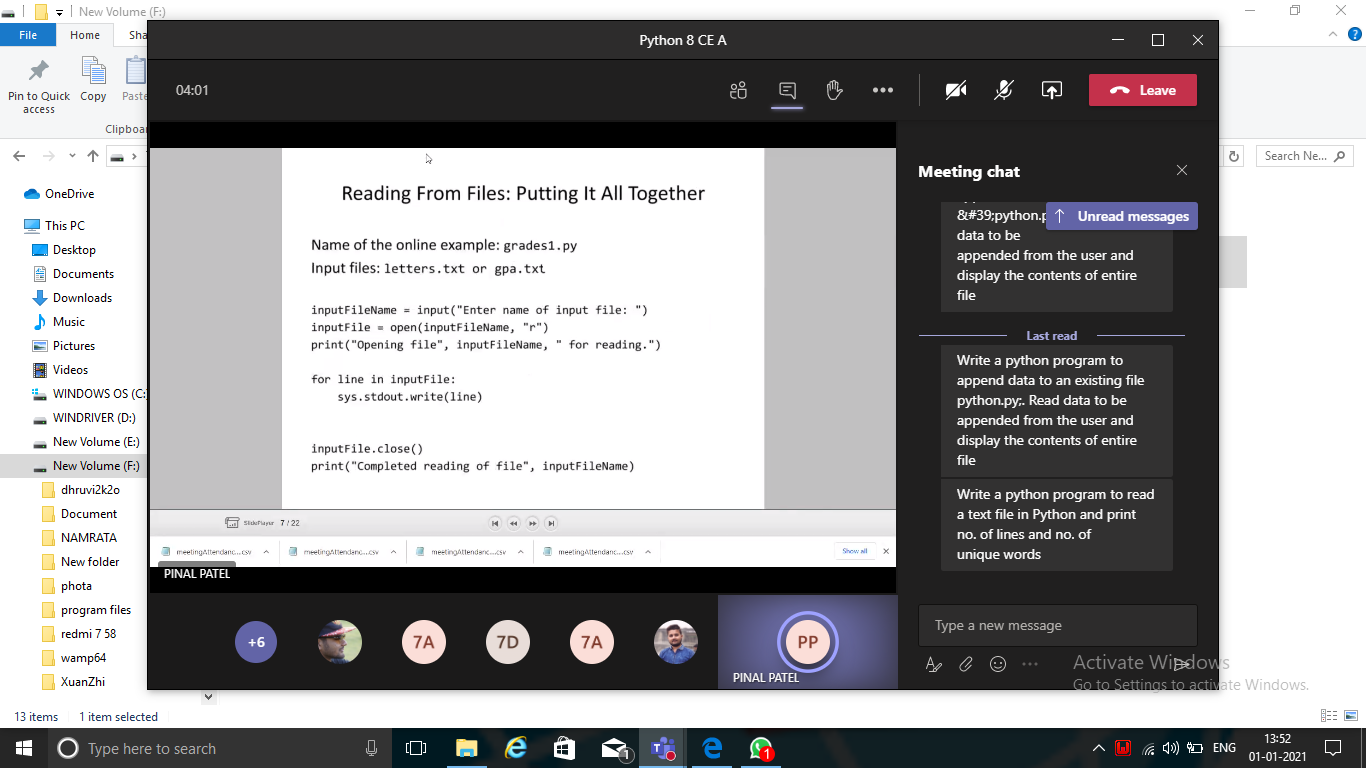 New Volume (F:)
File
Home
Sha
Pin to Quick
access
Copy
Paste
Clipboar
Search Ne...
OneDrive
This PC
Desktop
Documents
Downloads
Music
Pictures
Videos
WINDOWS OS (C:
WINDRIVER (D:)
New Volume (E:)
New Volume (F:)
dhruvi2k2o
Document
NAMRATA
New folder
phota
program files
redmi 7 58
wamp64
XuanZhi
13 items 1 item selected
Python 8 CE A
04:01
Leave
Reading From Files: Putting It All Together
Name of the online example: grades1.py
Input files: letters.txt or gpa.txt
inputFileName = input("Enter name of input file: ")
inputFile = open(inputFileName, "r")
print("Opening file", inputFileName, " for reading.")
for line in inputFile:
sys.stdout.write(line)
inputFile.close()
print("Completed reading of file", inputFileName)
SlidePlayer 7 / 22
meetingAttendanc....csv meetingAttendanc....csv meetingAttendanc....csv meetingAttendanc....csv Show all
PINAL PATEL
+6 7A 7D 7A PP
PINAL PATEL
Meeting chat
Unread messages
&#39;python.p
data to be
appended from the user and
display the contents of entire
file
Last read
Write a python program to
append data to an existing file
python.py;. Read data to be
appended from the user and
display the contents of entire
file
Write a python program to read
a text file in Python and print
no. of lines and no. of
unique words
Type a new message
Activate Windows
Go to Settings to activate Windows.
Type here to search
1
1
ENG
13:52
01-01-2021